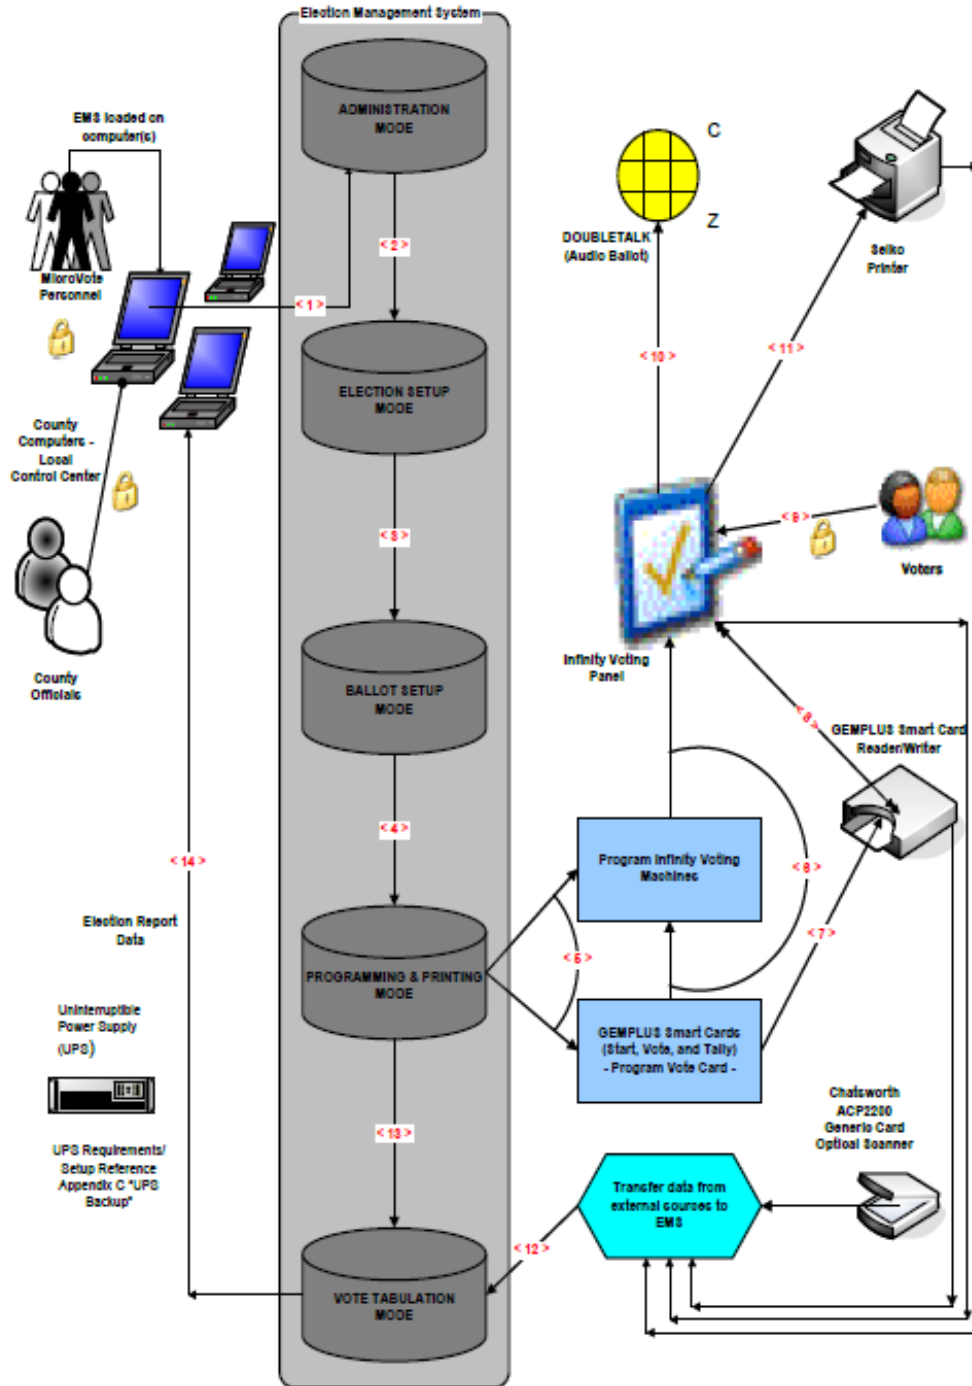 Election Management System
ADMINISTRATION
MODE
EMS loaded on
computer(s)
MicroVote
Personnel
< 1 >
< 2 >
C
Z
DOUBLETALK
(Audio Ballot)
Seiko
Printer
ELECTION SETUP
MODE
< 10 >
< 11 >
County
Computers -
Local
Control Center
< 3 >
< 9 >
Voters
County
Officials
Infinity Voting
Panel
BALLOT SETUP
MODE
< 8 >
GEMPLUS Smart Card
Reader/Writer
< 4 >
< 14 >
Program Infinity Voting
Machines
< 6 >
Election Report
Data
< 5 >
< 7 >
PROGRAMMING & PRINTING
MODE
Uninterruptible
Power Supply
(UPS)
GEMPLUS Smart Cards
(Start, Vote, and Tally)
- Program Vote Card -
Chatsworth
ACP2200
Generic Card
Optical Scanner
< 13 >
UPS Requirements/
Setup Reference
Appendix C "UPS
Backup"
Transfer data from
external sources to
EMS
< 12 >
VOTE TABULATION
MODE